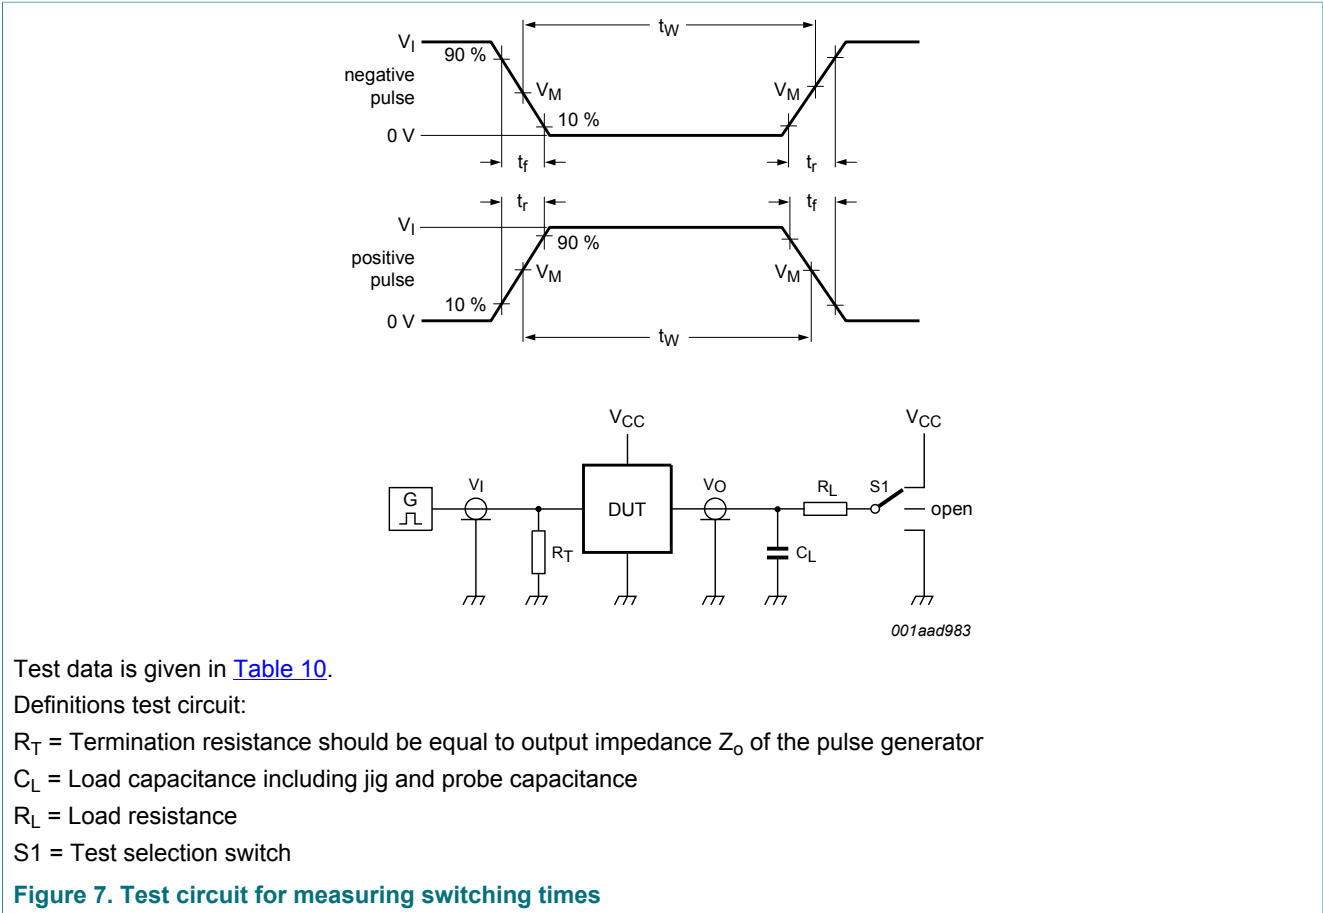 tW
VI
90 %
negative
pulse
VM
VM
10 %
0 V
tf
tr
tr
tf
VI
90 %
positive
pulse
VM
VM
10 %
0 V
tW
VCC
VCC
G
VI
DUT
VO
RL
S1
open
RT
CL
001aad983
Test data is given in Table 10.
Definitions test circuit:
RT = Termination resistance should be equal to output impedance Zo of the pulse generator
CL = Load capacitance including jig and probe capacitance
RL = Load resistance
S1 = Test selection switch
Figure 7. Test circuit for measuring switching times